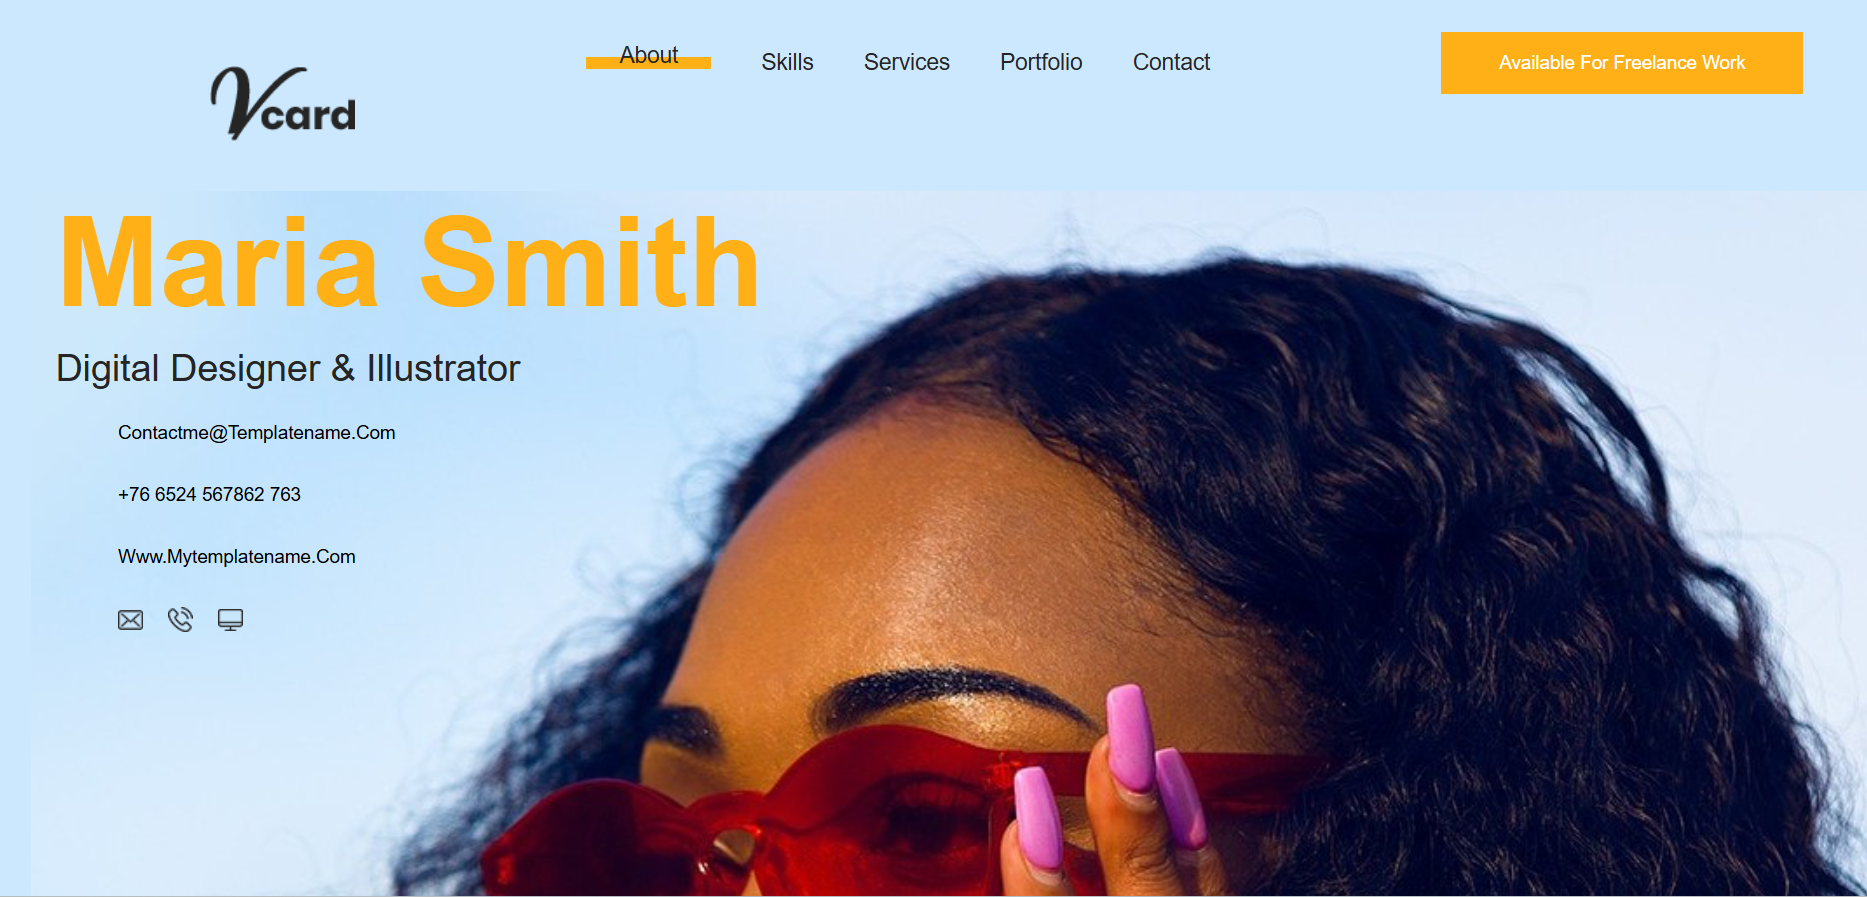 Vcard
About
Skills
Services
Portfolio
Contact
Available For Freelance Work
Maria Smith
Digital Designer & Illustrator
Contactme@Templatename.Com
+76 6524 567862 763
Www.Mytemplatename.Com